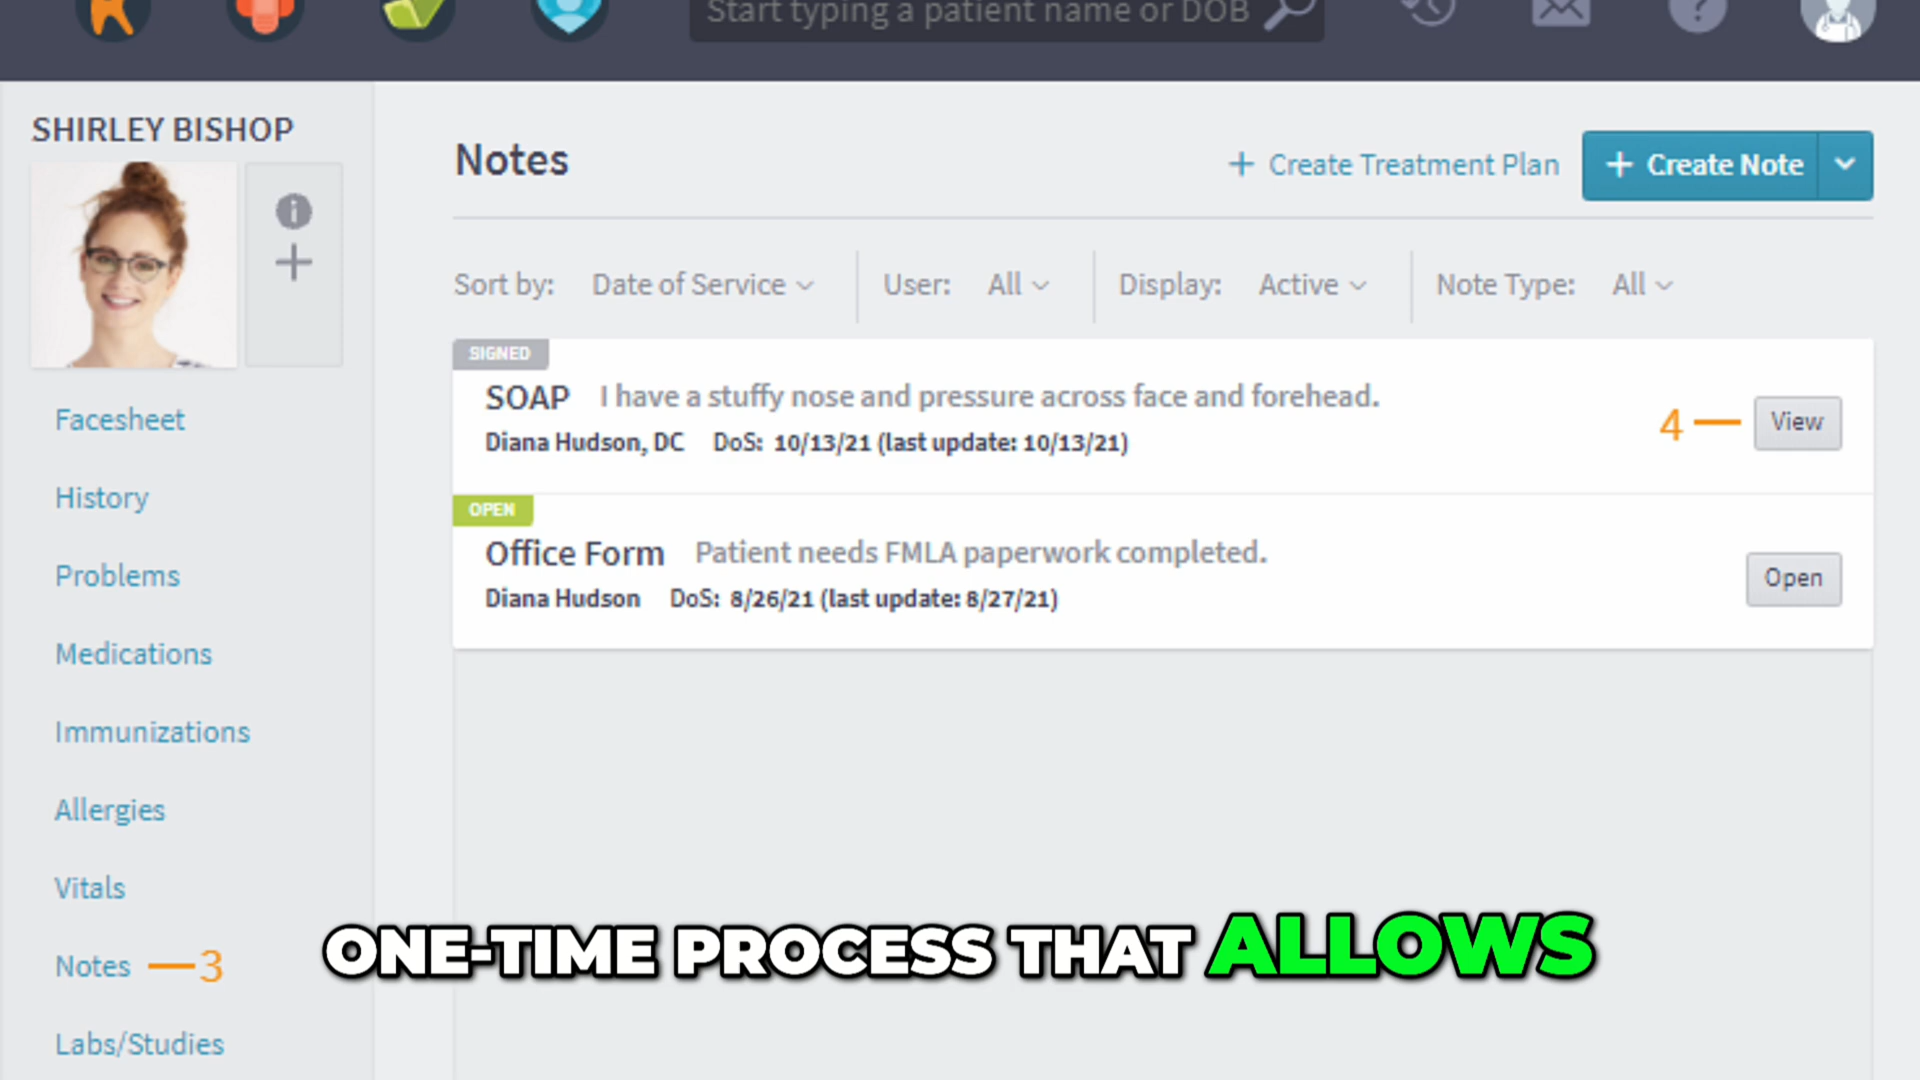 Start typing a patient name or DOB
SHIRLEY BISHOP
Facesheet
History
Problems
Medications
Immunizations
Allergies
Vitals
Notes 3
Labs/Studies
Notes
+ Create Treatment Plan
+ Create Note
Sort by: Date of Service User: All Display: Active Note Type: All
SIGNED
SOAP I have a stuffy nose and pressure across face and forehead.
Diana Hudson, DC DoS: 10/13/21 (last update: 10/13/21)
4 View
OPEN
Office Form Patient needs FMLA paperwork completed.
Diana Hudson DoS: 8/26/21 (last update: 8/27/21)
Open
ONE-TIME PROCESS THAT ALLOWS